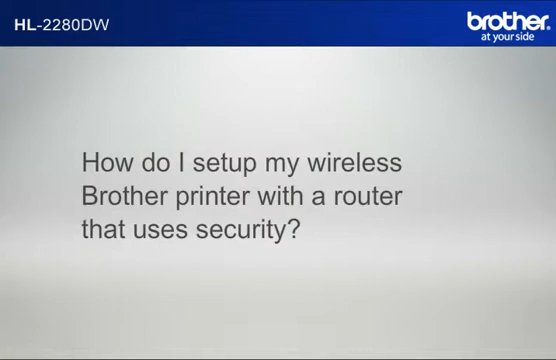 HL-2280DW
brother
at your side
How do I setup my wireless
Brother printer with a router
that uses security?